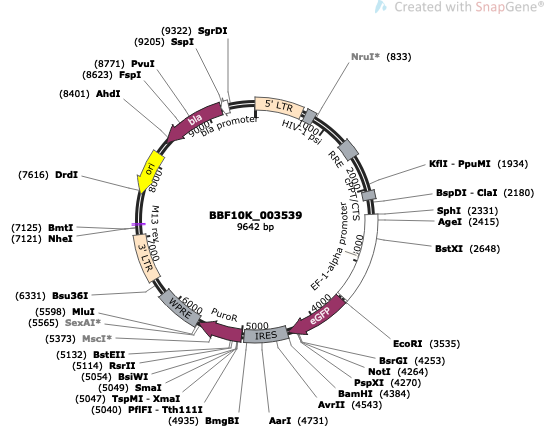 Created with SnapGene®
(9322) SgrDI
(9205) SspI
(8771) PvuI
(8623) FspI
(8401) AhdI
(7616) DrdI
(7125) BmtI
(7121) NheI
(6331) Bsu36I
(5598) MluI
(5565) SexAI*
(5373) MscI*
(5132) BstEII
(5114) RsrII
(5054) BsiWI
(5049) SmaI
(5047) TspMI - XmaI
(5040) PflFI - Tth111I
(4935) BmgBI
NruI* (833)
KflI - PpuMI (1934)
BspDI - ClaI (2180)
SphI (2331)
AgeI (2415)
BstXI (2648)
EcoRI (3535)
BsrGI (4253)
NotI (4264)
PspXI (4270)
BamHI (4384)
AvrII (4543)
AarI (4731)
BBF10K_003539
9642 bp
5' LTR
HIV-1 psi
RRE
cPPT/CTS
EF-1-alpha promoter
eGFP
IRES
PuroR
WPRE
3' LTR
M13 rev
ori
bla
bla promoter
1000
2000
3000
4000
5000
6000
7000
8000
9000